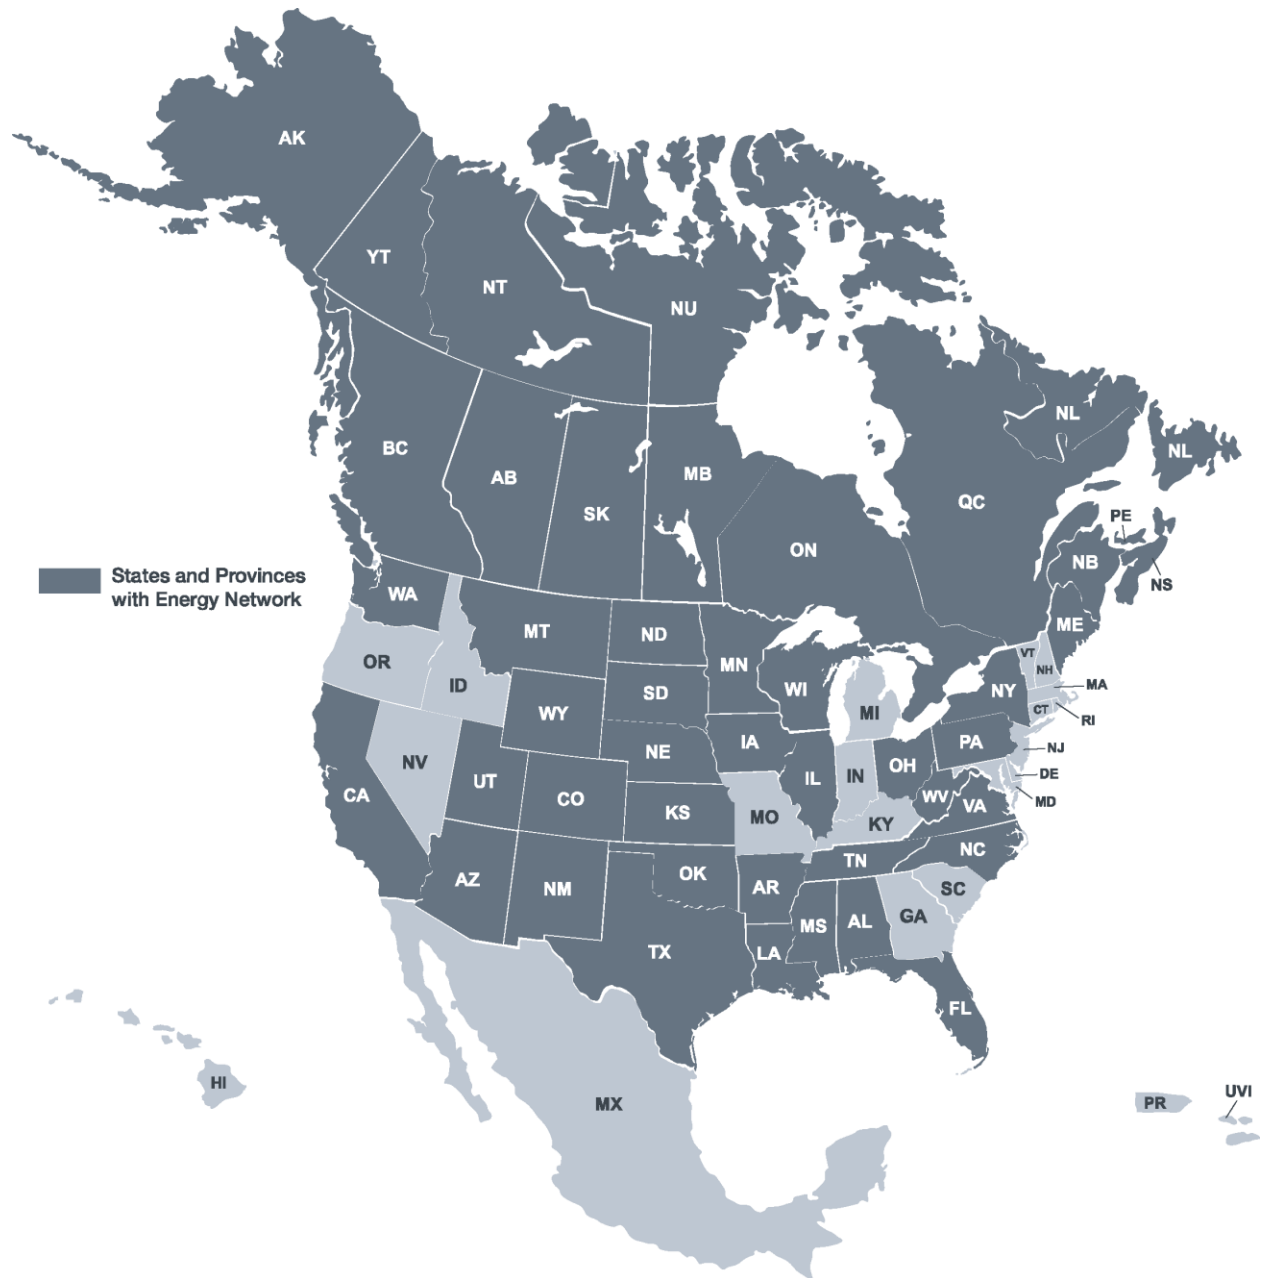 AK
YT
NT
NU
NL
BC
AB
SK
MB
NL
QC
ON
PE
NB
NS
States and Provinces
with Energy Network
WA
MT
ND
MN
WI
ME
VT
NH
OR
ID
WY
SD
MI
NY
MA
CT
RI
NV
UT
CO
NE
IA
IL
IN
OH
PA
NJ
DE
MD
CA
KS
MO
KY
WV
VA
AZ
NM
OK
AR
TN
NC
SC
GA
TX
LA
MS
AL
FL
HI
MX
PR
UVI